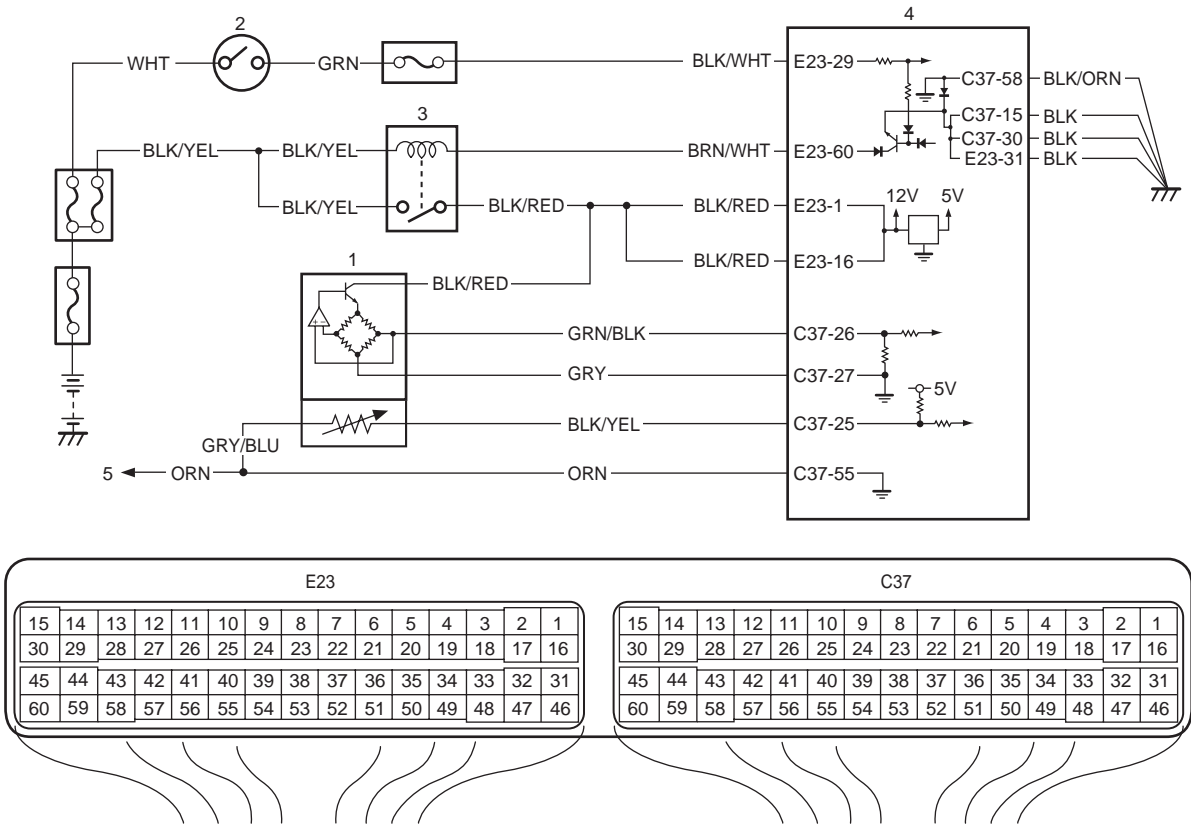 4
2
WHT GRN BLK/WHT E23-29
C37-58 BLK/ORN
3
C37-15 BLK
C37-30 BLK
BLK/YEL BLK/YEL BRN/WHT E23-60
E23-31 BLK
12V 5V
BLK/YEL BLK/RED BLK/RED E23-1
1
BLK/RED E23-16
BLK/RED
+ -
GRN/BLK C37-26
GRY C37-27
5V
BLK/YEL C37-25
GRY/BLU
5 ORN ORN C37-55
E23 C37
15 14 13 12 11 10 9 8 7 6 5 4 3 2 1 15 14 13 12 11 10 9 8 7 6 5 4 3 2 1
30 29 28 27 26 25 24 23 22 21 20 19 18 17 16 30 29 28 27 26 25 24 23 22 21 20 19 18 17 16
45 44 43 42 41 40 39 38 37 36 35 34 33 32 31 45 44 43 42 41 40 39 38 37 36 35 34 33 32 31
60 59 58 57 56 55 54 53 52 51 50 49 48 47 46 60 59 58 57 56 55 54 53 52 51 50 49 48 47 46